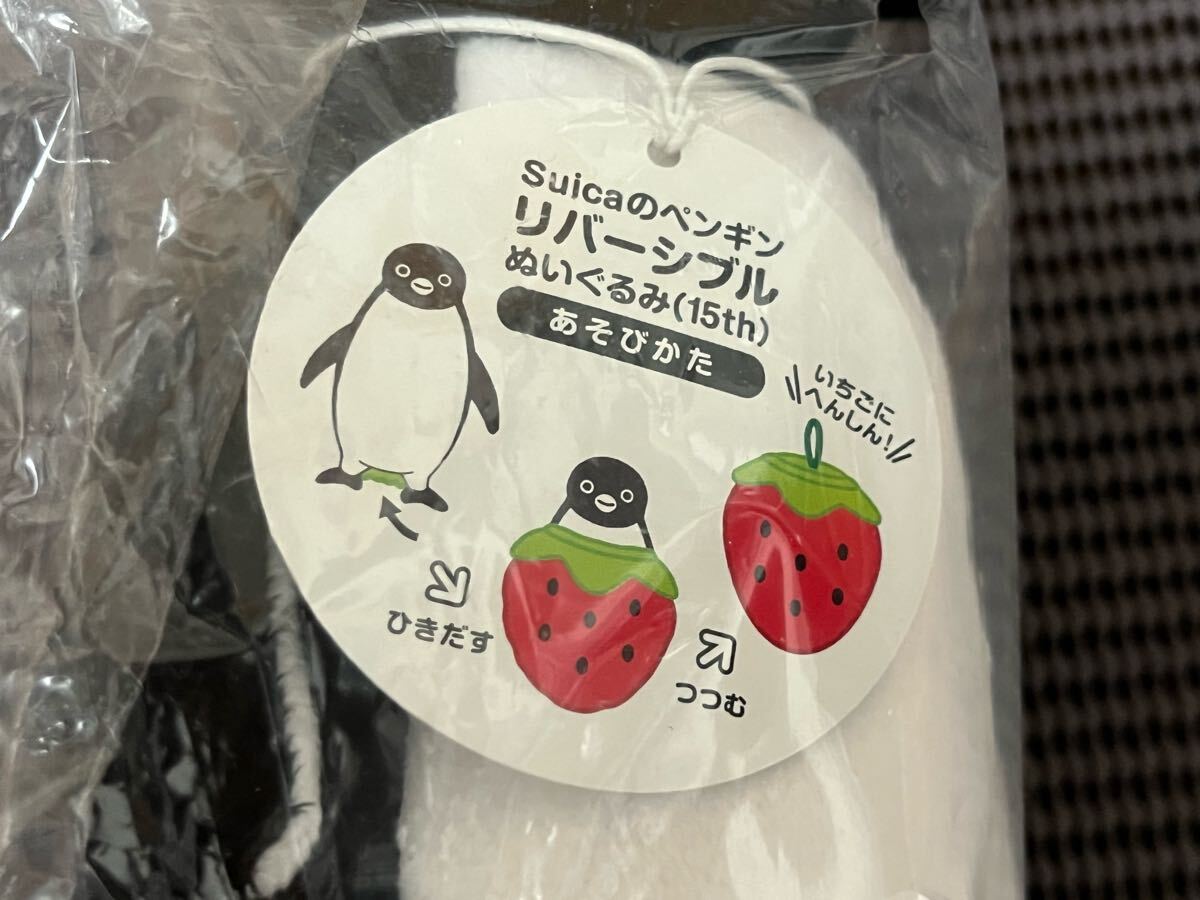 Suicaのペンギン
リバーシブル
ぬいぐるみ(15th)
あそびかた
いちごに
へんしん!
ひきだす
つつむ